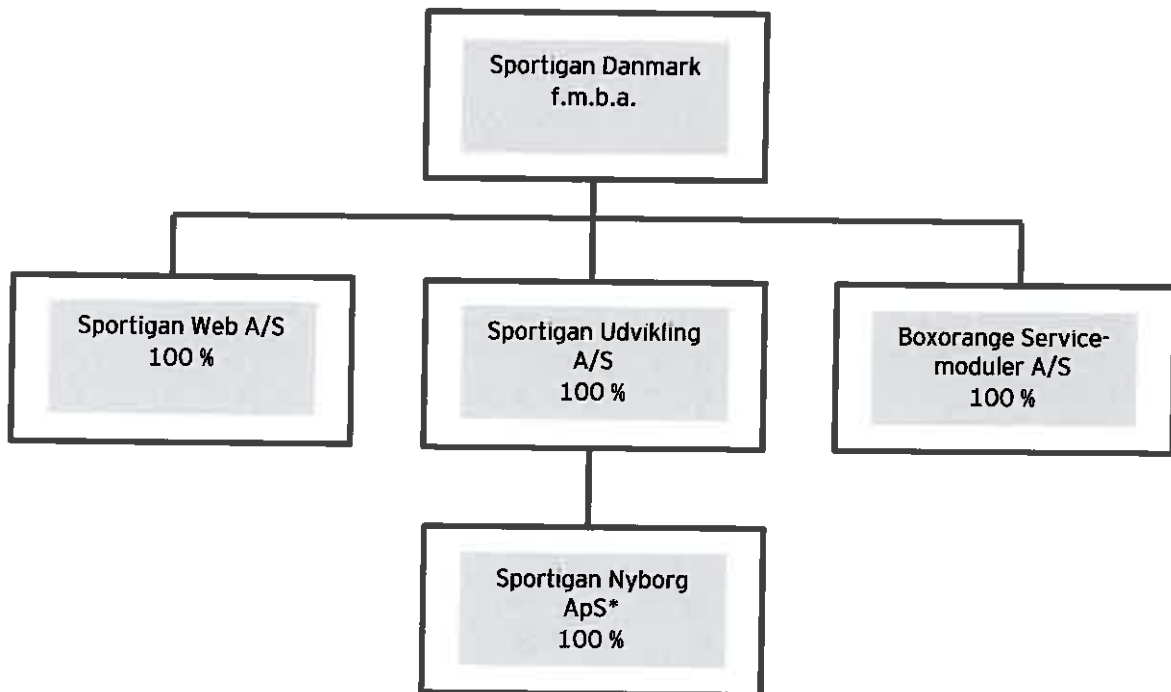 Sportigan Danmark
f.m.b.a.
Sportigan Web A/S
100 %
Sportigan Udvikling
A/S
100 %
Boxorange Service-
moduler A/S
100 %
Sportigan Nyborg
ApS*
100 %